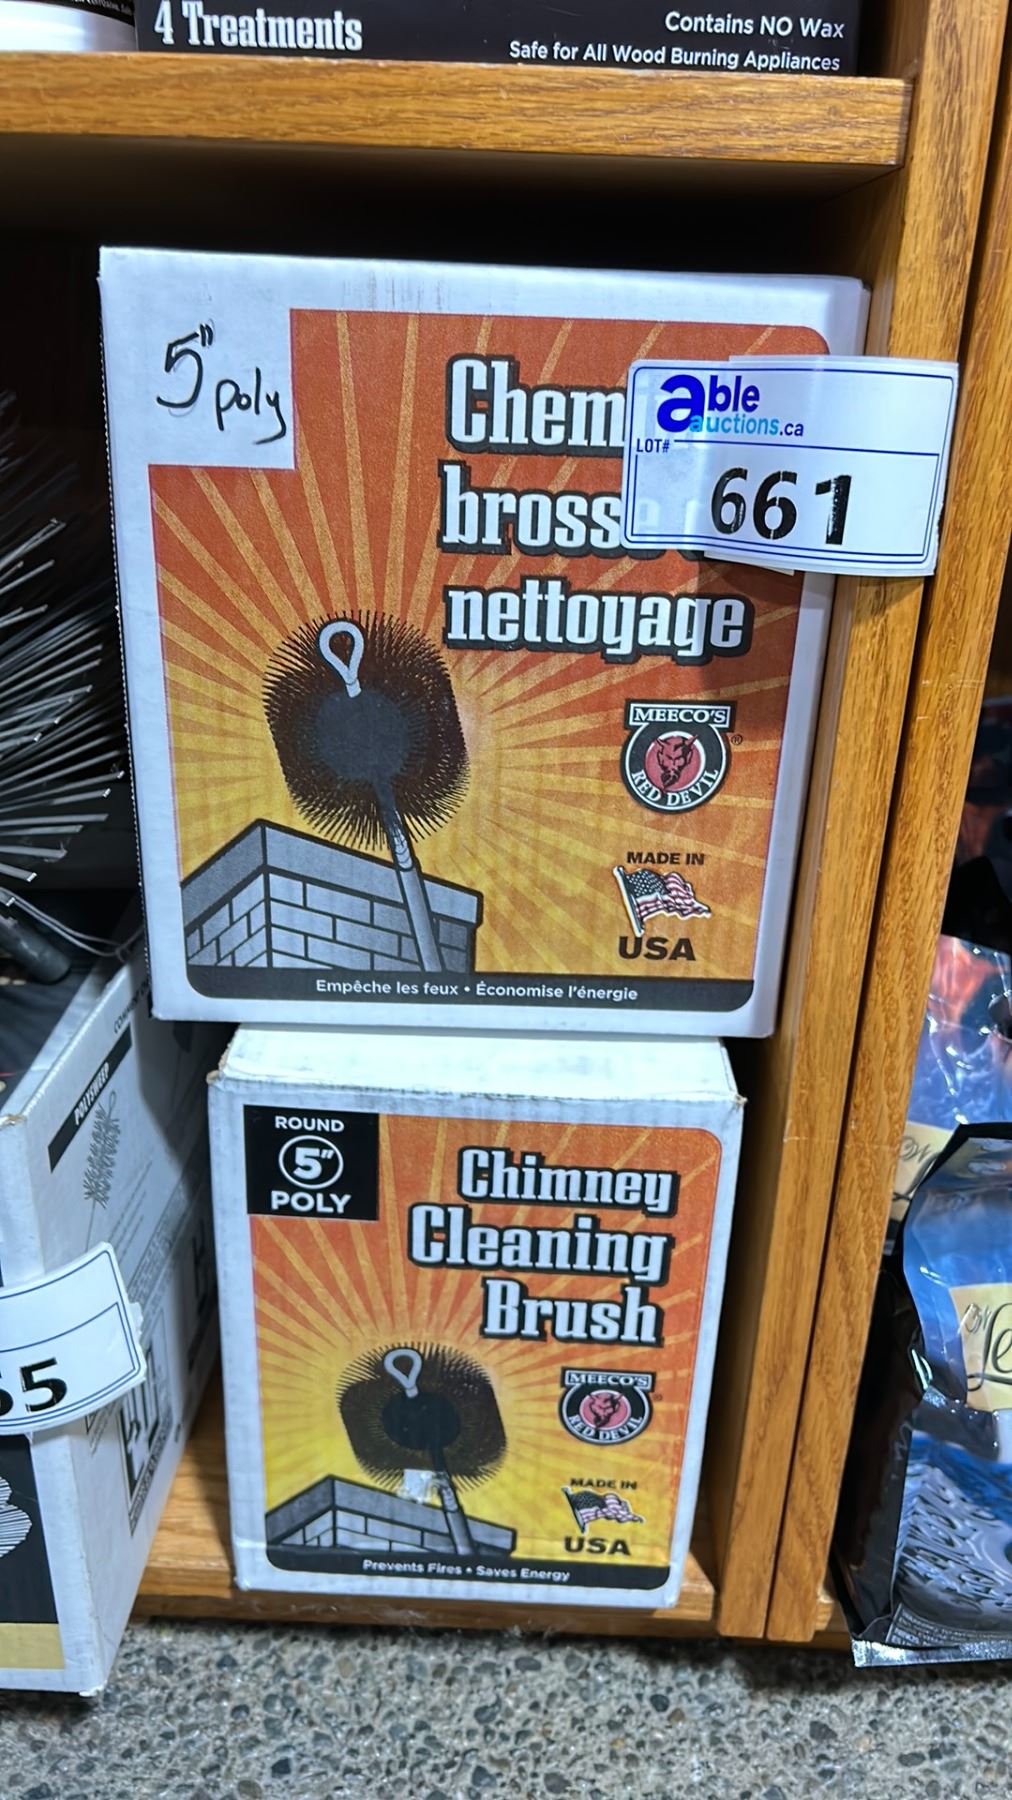 4 Treatments
Contains NO Wax
Safe for All Wood Burning Appliances
5" poly
Chem
brosse
nettoyage
able
auctions.ca
LOT#
661
MEECO'S
®
RED DEVIL
MADE IN
USA
Empêche les feux • Économise l'énergie
POLYSWEEP
ROUND
5"
POLY
Chimney
Cleaning
Brush
MEECO'S
RED DEVIL
MADE IN
USA
Prevents Fires • Saves Energy